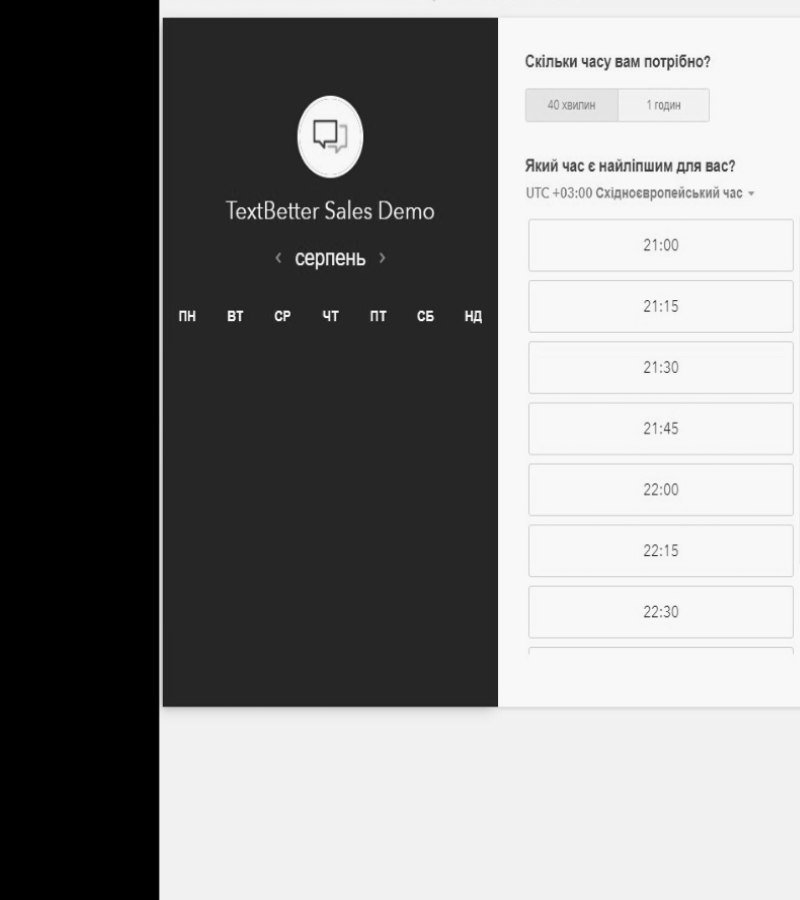 TextBetter Sales Demo
серпень
ПН ВТ СР ЧТ ПТ СБ НД
Скільки часу вам потрібно?
40 хвилин 1 годин
Який час є найліпшим для вас?
UTC +03:00 Східноєвропейський час
21:00
21:15
21:30
21:45
22:00
22:15
22:30